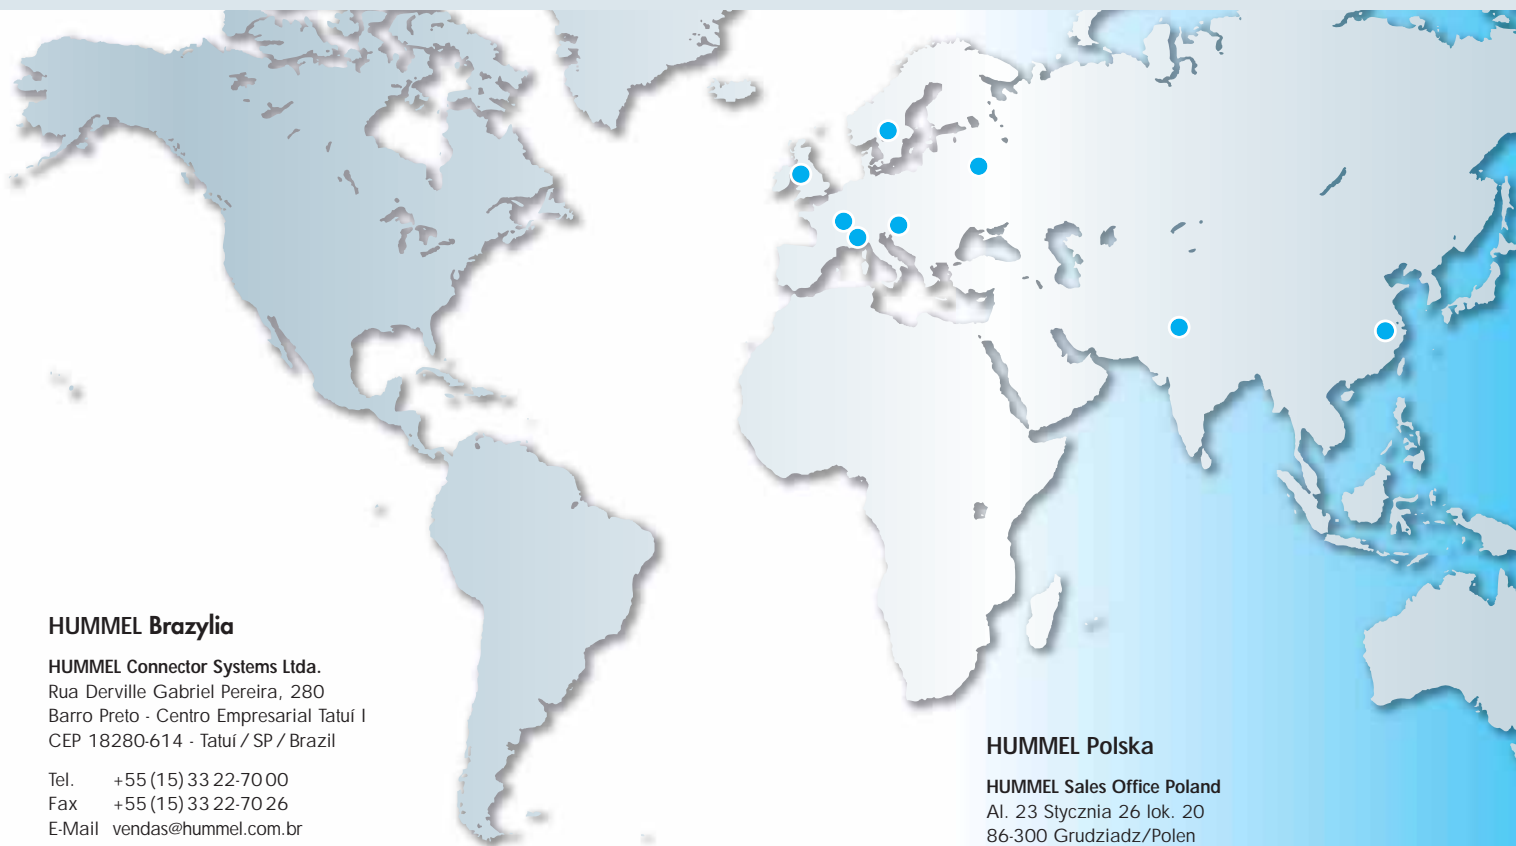 HUMMEL Brazylia
HUMMEL Connector Systems Ltda.
Rua Derville Gabriel Pereira, 280
Barro Preto - Centro Empresarial Tatuí I
CEP 18280-614 - Tatuí / SP / Brazil
Tel. +55 (15) 33 22-70 00
Fax +55 (15) 33 22-70 26
E-Mail vendas@hummel.com.br
HUMMEL Polska
HUMMEL Sales Office Poland
Al. 23 Stycznia 26 lok. 20
86-300 Grudziadz/Polen